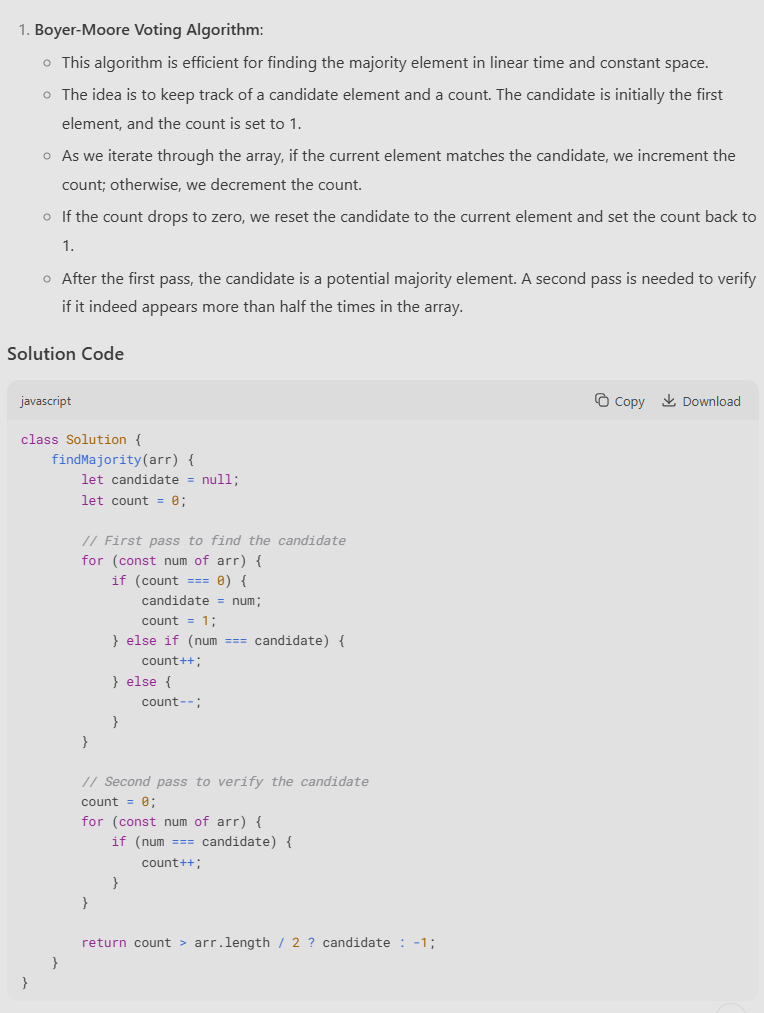 1. Boyer-Moore Voting Algorithm:
○ This algorithm is efficient for finding the majority element in linear time and constant space.
○ The idea is to keep track of a candidate element and a count. The candidate is initially the first
element, and the count is set to 1.
○ As we iterate through the array, if the current element matches the candidate, we increment the
count; otherwise, we decrement the count.
○ If the count drops to zero, we reset the candidate to the current element and set the count back to
1.
○ After the first pass, the candidate is a potential majority element. A second pass is needed to verify
if it indeed appears more than half the times in the array.
Solution Code
javascript Copy Download
class Solution {
    findMajority(arr) {
        let candidate = null;
        let count = 0;

        // First pass to find the candidate
        for (const num of arr) {
            if (count === 0) {
                candidate = num;
                count = 1;
            } else if (num === candidate) {
                count++;
            } else {
                count--;
            }
        }

        // Second pass to verify the candidate
        count = 0;
        for (const num of arr) {
            if (num === candidate) {
                count++;
            }
        }

        return count > arr.length / 2 ? candidate : -1;
    }
}